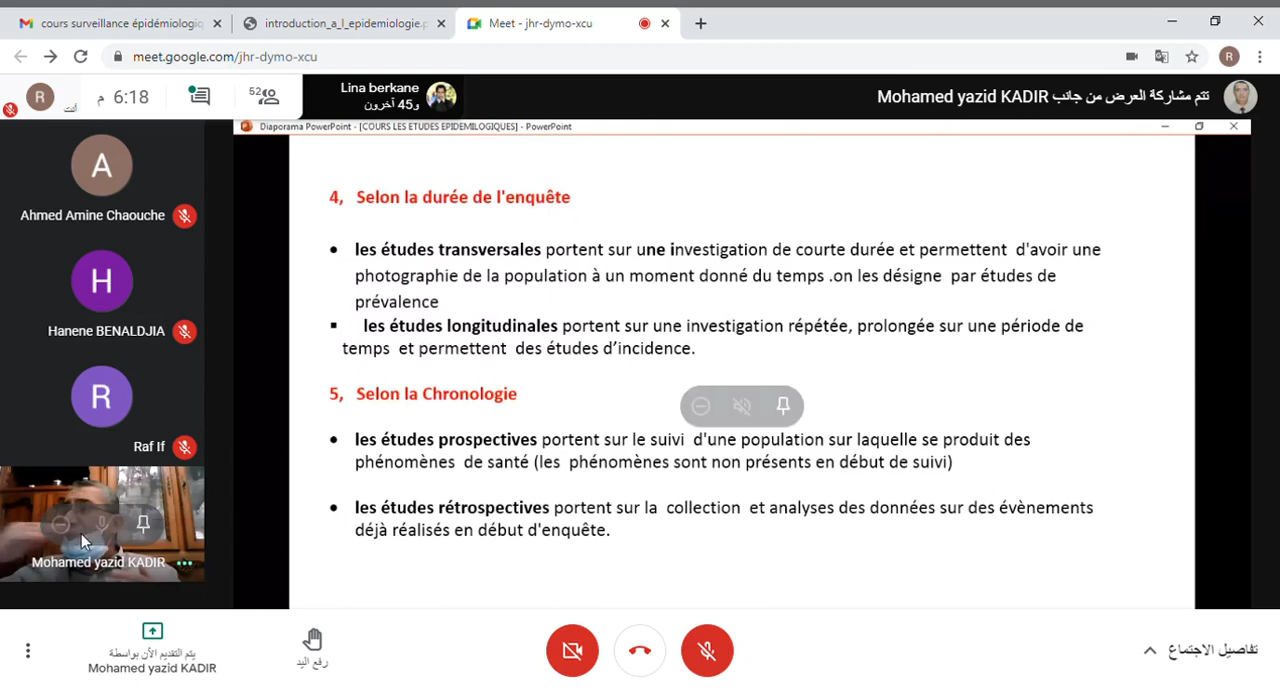 cours surveillance épidémiologiq
introduction_a_l_epidemiologie.p
Meet - jhr-dymo-xcu
meet.google.com/jhr-dymo-xcu
R
R
أنت
6:18 م
52
Lina berkane
و45 آخرون
تتم مشاركة العرض من جانب Mohamed yazid KADIR
Diaporama PowerPoint - [COURS LES ETUDES EPIDEMILOGIQUES] - PowerPoint
A
Ahmed Amine Chaouche
H
Hanene BENALDJIA
R
Raf If
Mohamed yazid KADIR
4, Selon la durée de l'enquête
• les études transversales portent sur une investigation de courte durée et permettent d'avoir une
photographie de la population à un moment donné du temps .on les désigne par études de
prévalence
▪ les études longitudinales portent sur une investigation répétée, prolongée sur une période de
temps et permettent des études d’incidence.
5, Selon la Chronologie
• les études prospectives portent sur le suivi d'une population sur laquelle se produit des
phénomènes de santé (les phénomènes sont non présents en début de suivi)
• les études rétrospectives portent sur la collection et analyses des données sur des évènements
déjà réalisés en début d'enquête.
يتم التقديم الآن بواسطة
Mohamed yazid KADIR
رفع اليد
تفاصيل الاجتماع